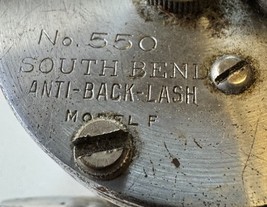 No. 550
SOUTH BEND
ANTI-BACK-LASH
MODEL F